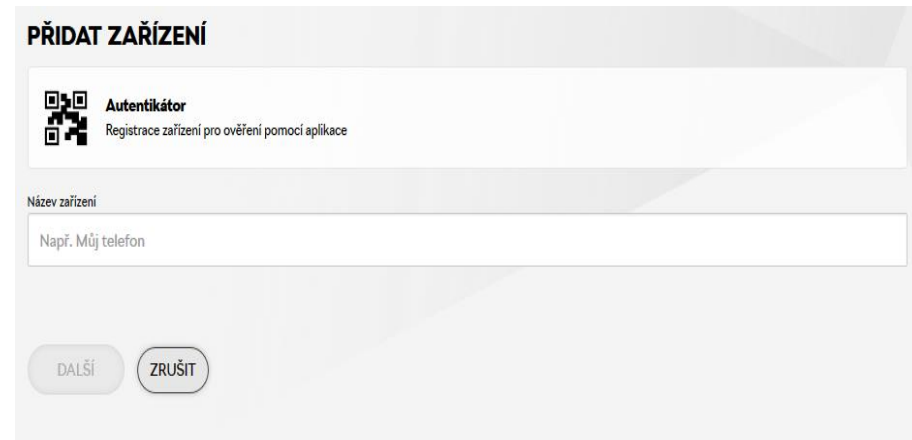 PŘIDAT ZAŘÍZENÍ
Autentikátor
Registrace zařízení pro ověření pomocí aplikace
Název zařízení
Např. Můj telefon
DALŠÍ
ZRUŠIT